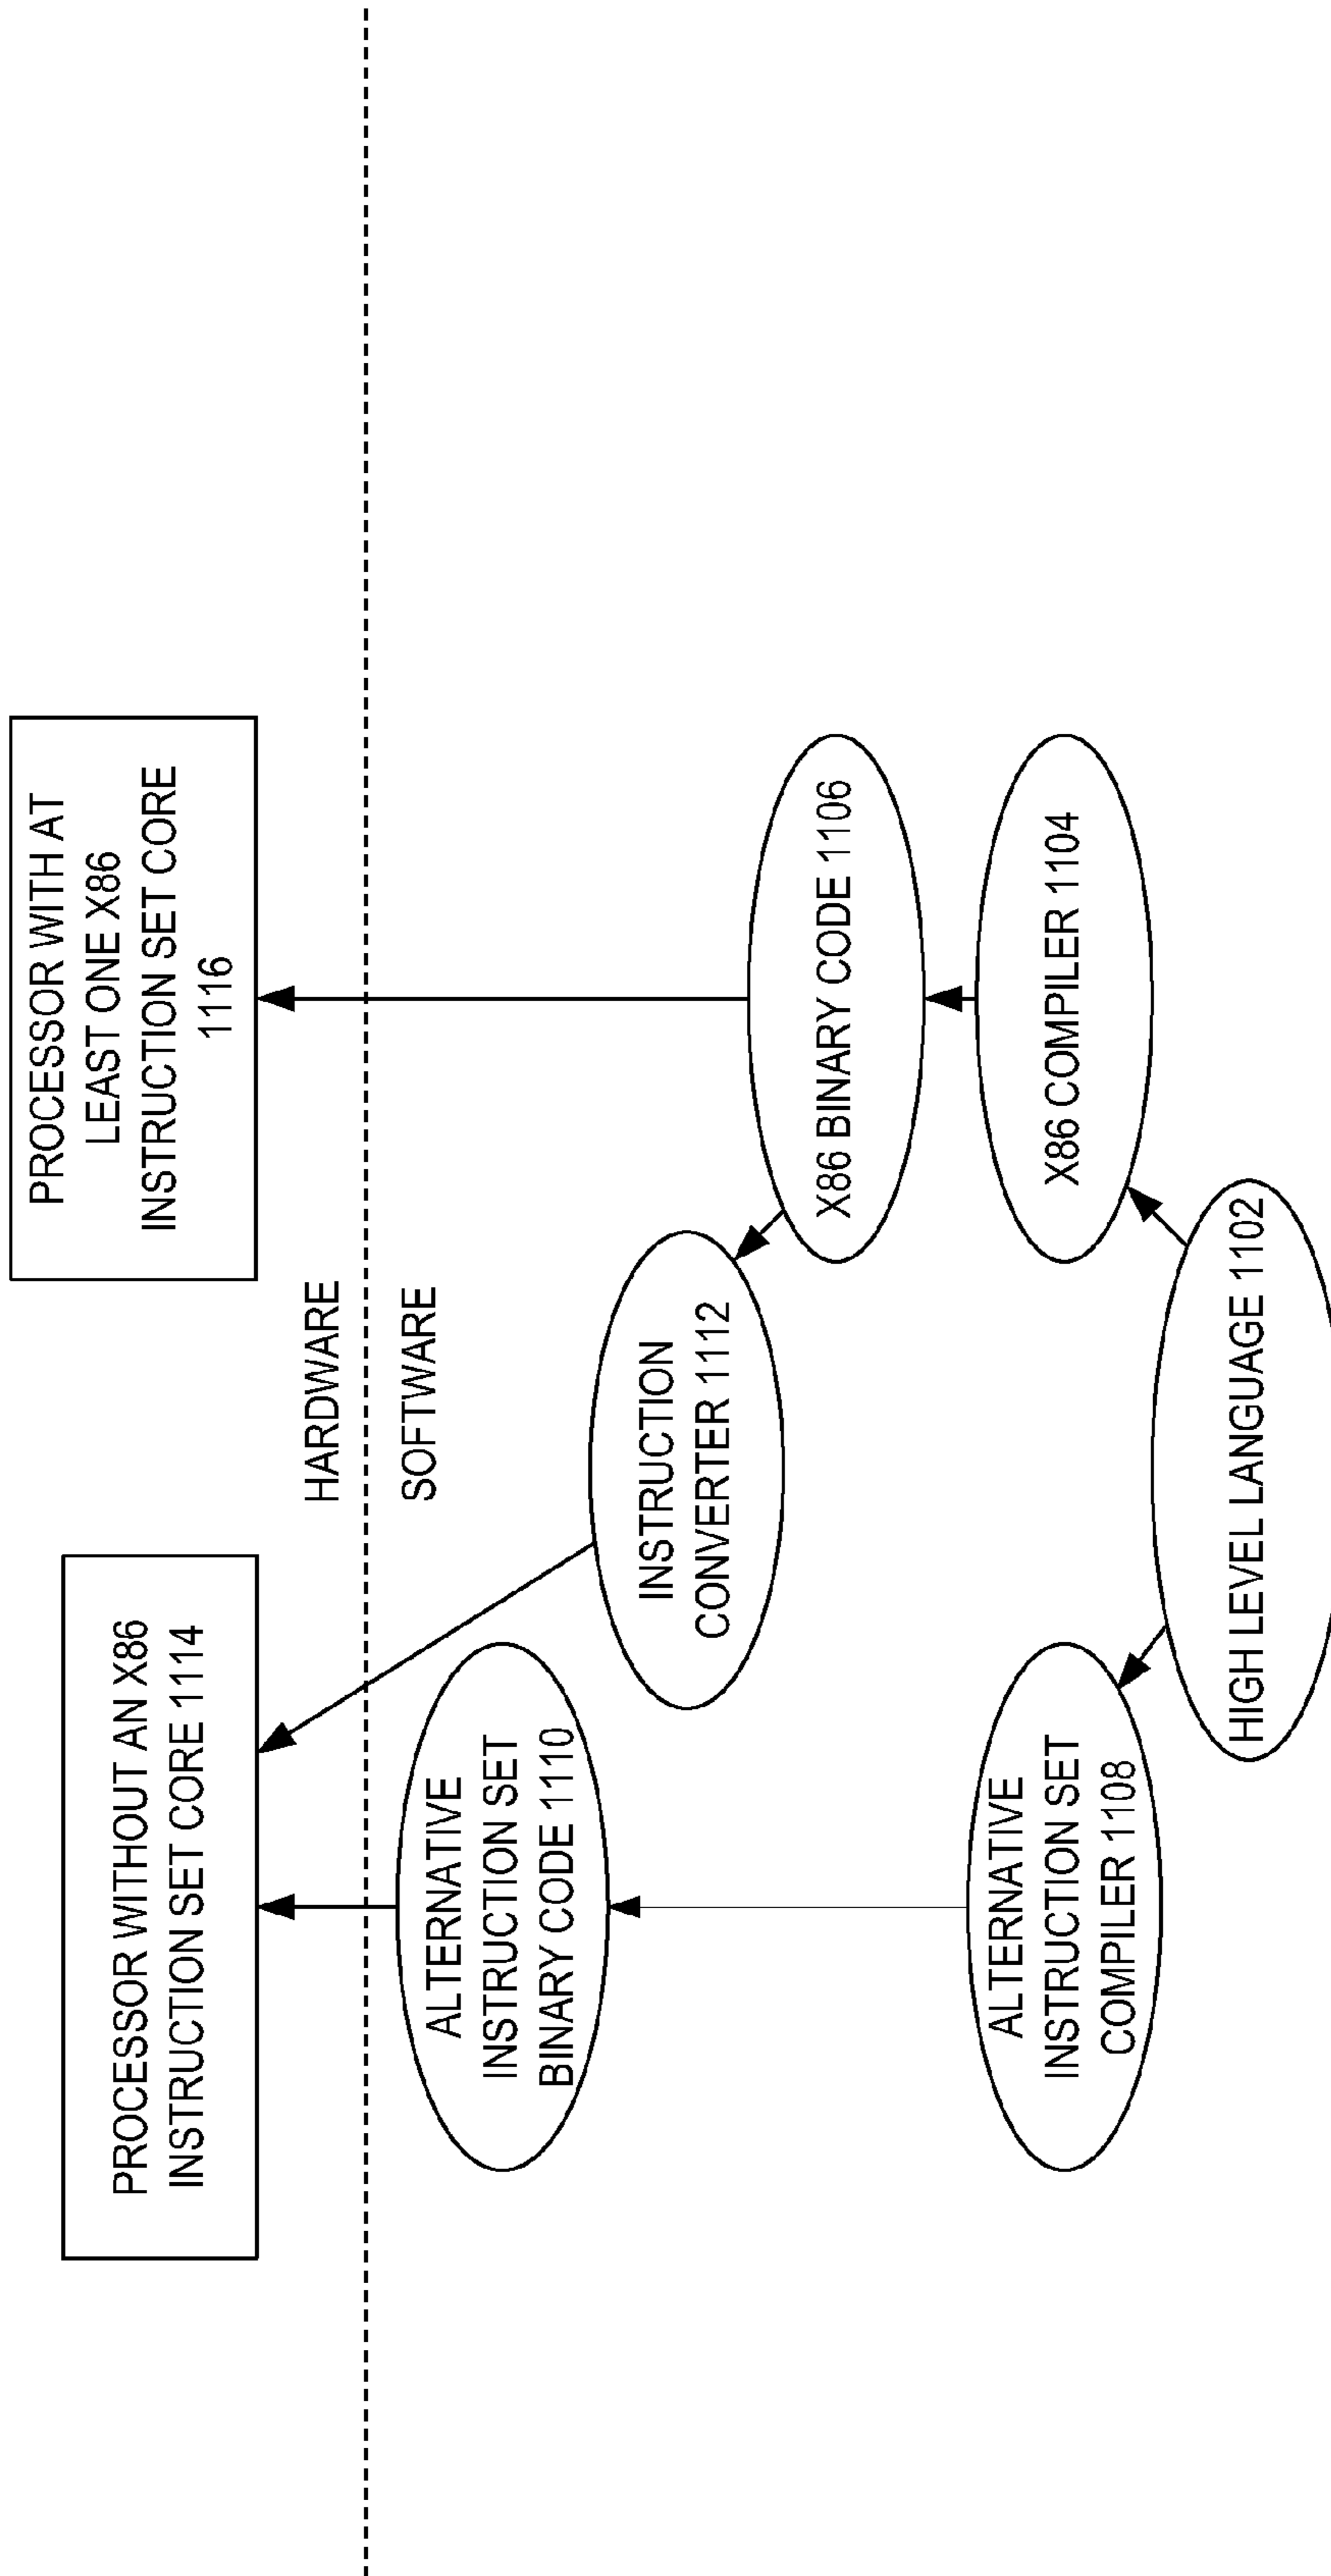 PROCESSOR WITHOUT AN X86
INSTRUCTION SET CORE 1114
PROCESSOR WITH AT
LEAST ONE X86
INSTRUCTION SET CORE
1116
HARDWARE
SOFTWARE
ALTERNATIVE
INSTRUCTION SET
BINARY CODE 1110
INSTRUCTION
CONVERTER 1112
X86 BINARY CODE 1106
ALTERNATIVE
INSTRUCTION SET
COMPILER 1108
X86 COMPILER 1104
HIGH LEVEL LANGUAGE 1102